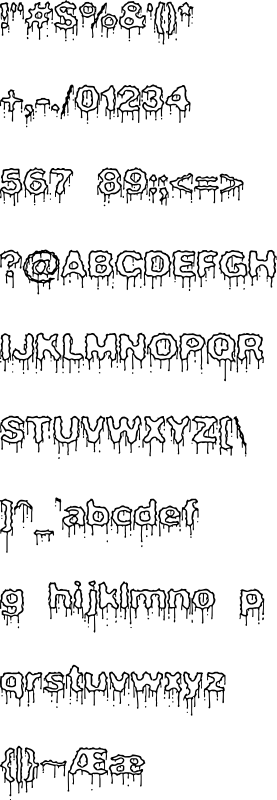 !"#$%&'()*
+,-./01234
567 89:;<=>
?@ABCDEFGH
IJKLMNOPQR
STUVWXYZ[\
]^_`abcdef
g hijklmno p
qrstuvwxyz
{|}~Ææ